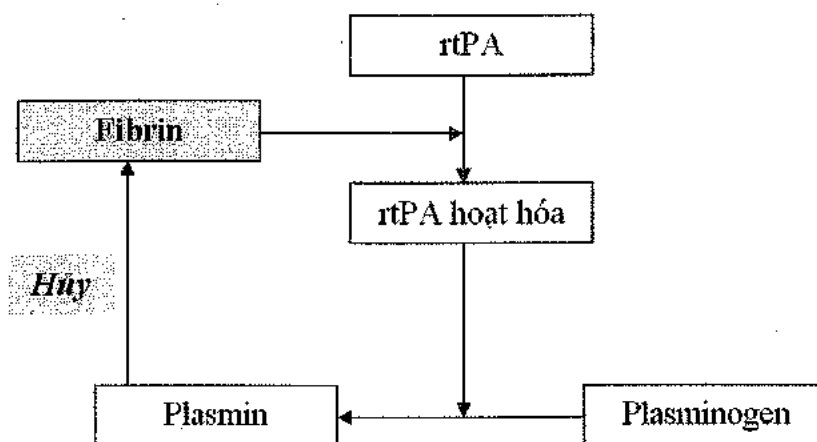 rtPA
Fibrin
rtPA hoạt hóa
Hủy
Plasmin
Plasminogen